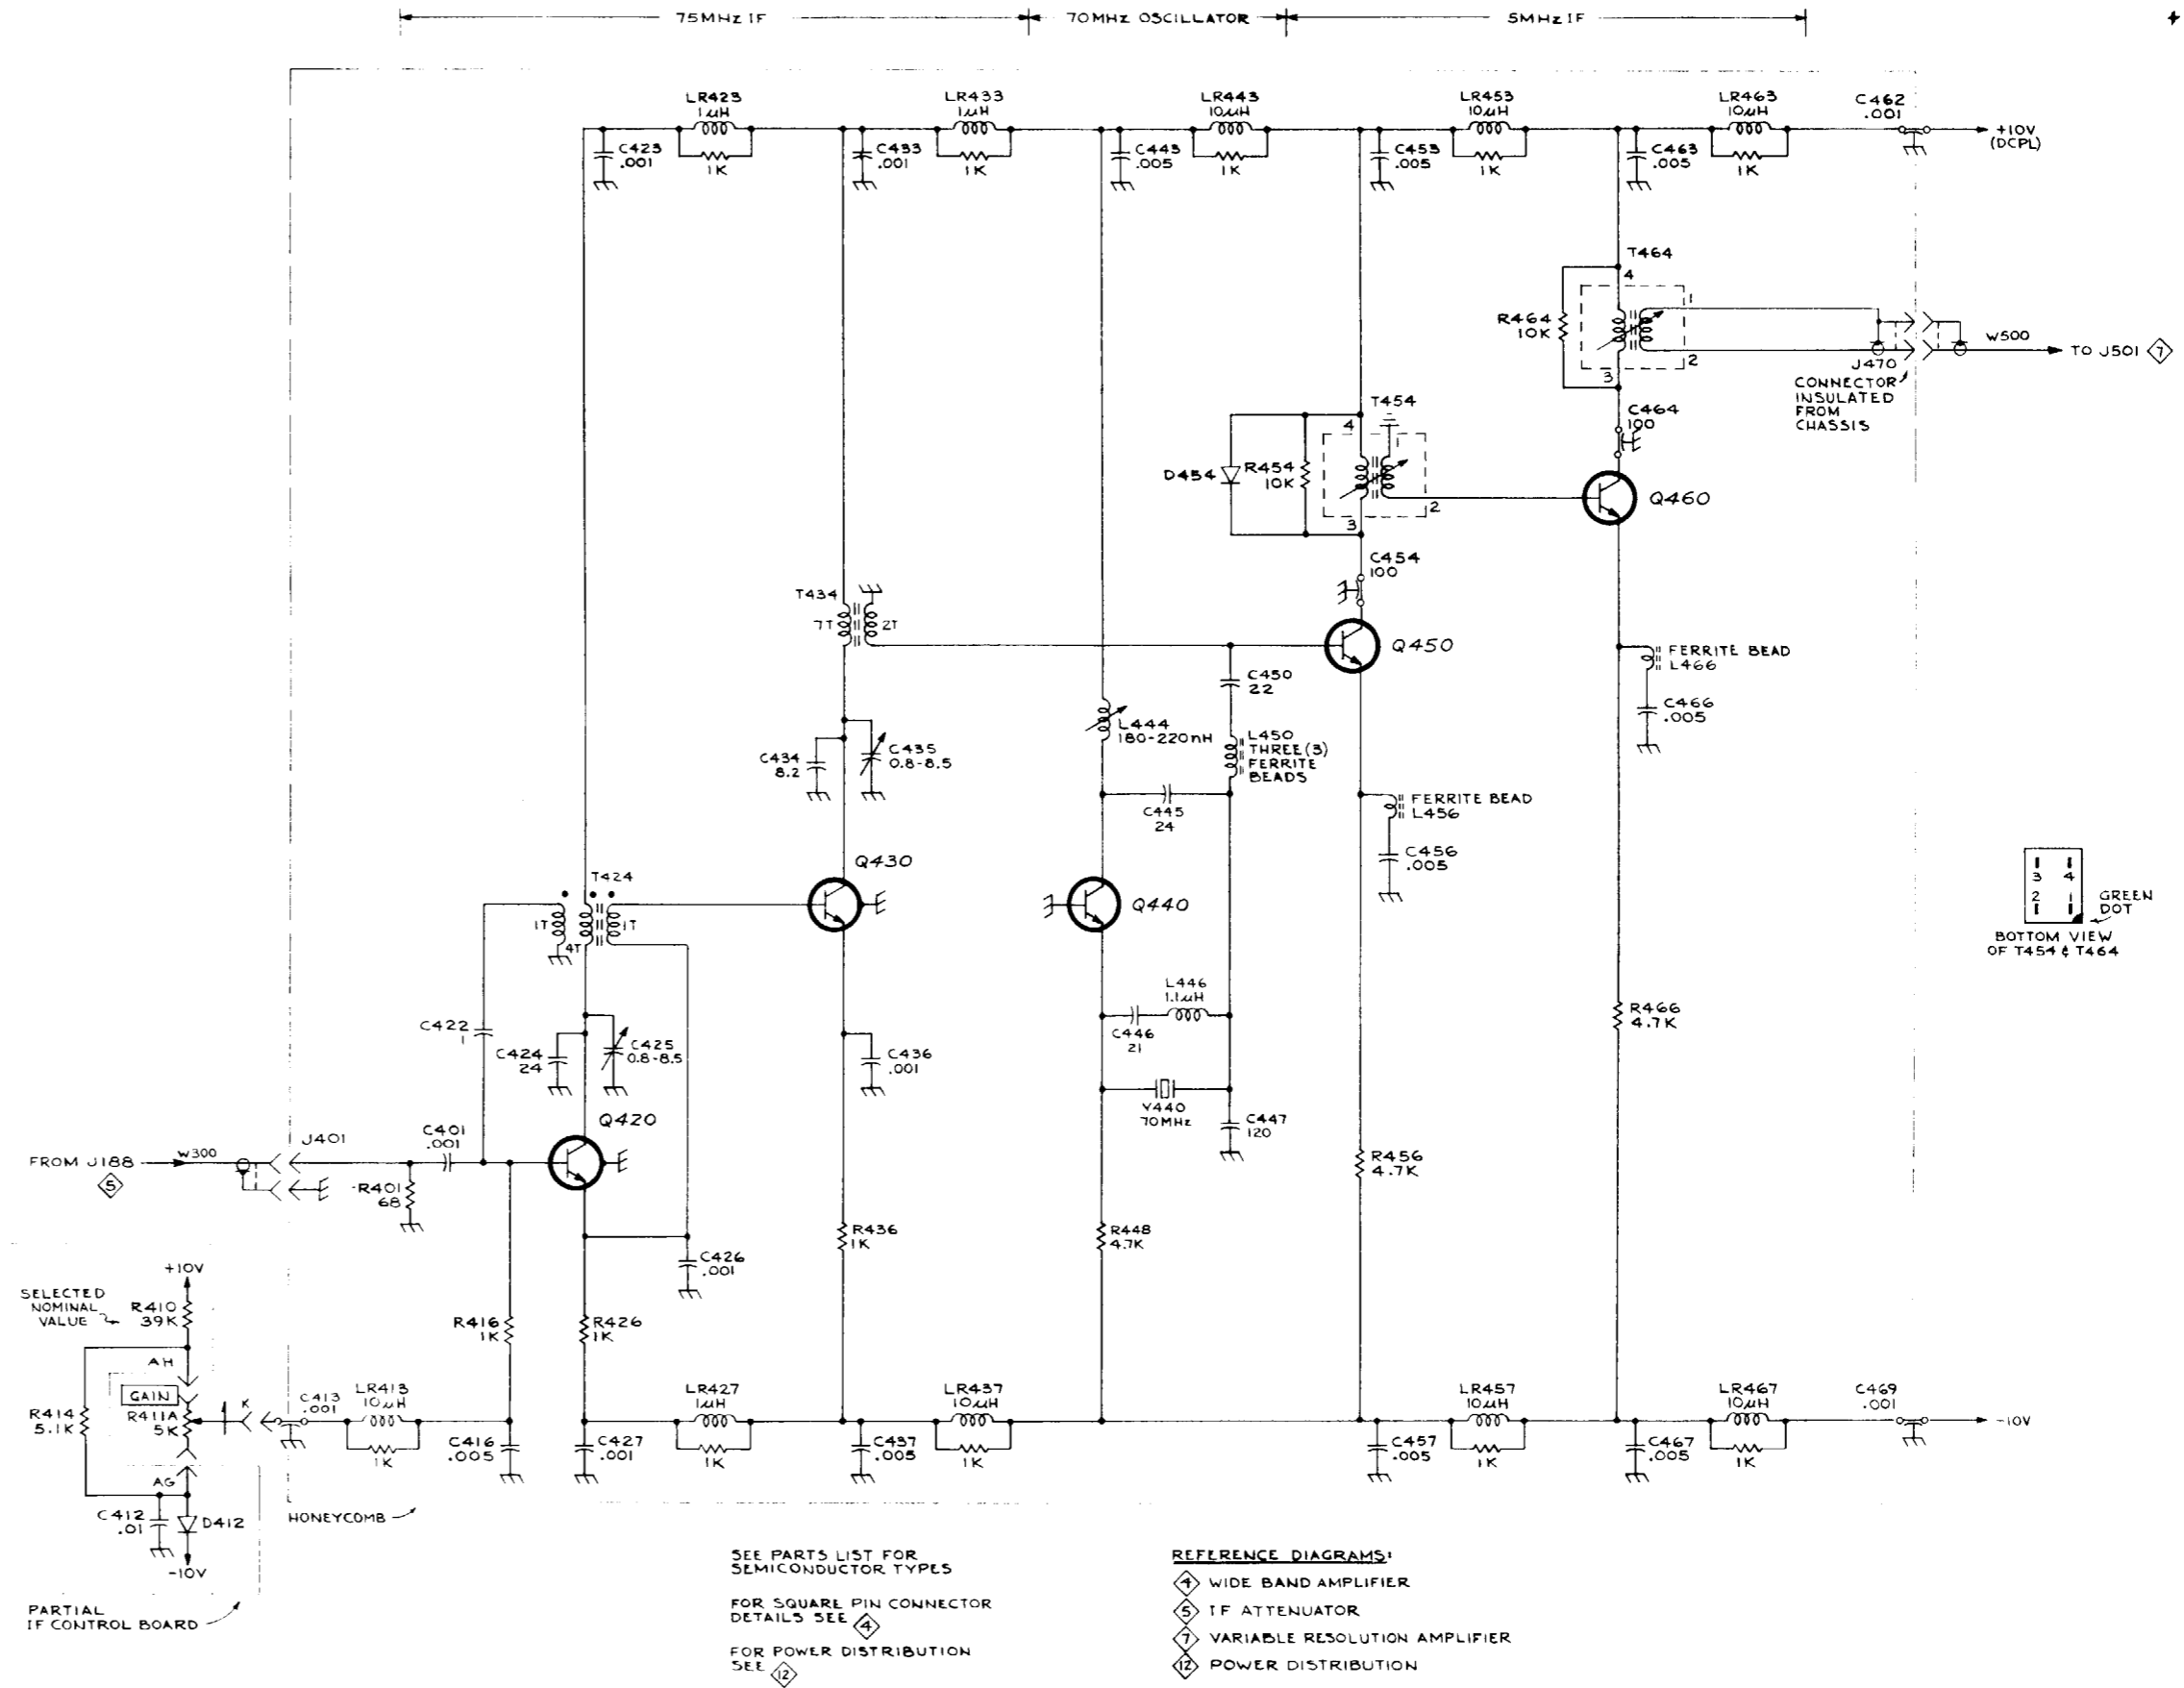 75MHz IF
70MHz OSCILLATOR
5MHz IF
LR423
1µH
1K
C423
.001
LR433
1µH
1K
C433
.001
LR443
10µH
1K
C443
.005
LR453
10µH
1K
C453
.005
LR463
10µH
1K
C463
.005
C462
.001
+10V
(DCPL)
T464
4
1
R464
10K
3
2
J470
W500
TO J501 7
CONNECTOR
INSULATED
FROM
CHASSIS
C464
100
T454
4
1
D454
R454
10K
3
2
Q460
C454
100
T434
7T
2T
Q450
C450
22
FERRITE BEAD
L466
C466
.005
L444
180-220nH
L450
THREE(3)
FERRITE
BEADS
C434
8.2
C435
0.8-8.5
C445
24
FERRITE BEAD
L456
C456
.005
Q430
T424
1T
4T
1T
Q440
3 4
2 1
GREEN
DOT
BOTTOM VIEW
OF T454 & T464
L446
1.1µH
C446
21
C422
1
C424
24
C425
0.8-8.5
C436
.001
R466
4.7K
Y440
70MHz
C447
120
Q420
C401
.001
J401
FROM J188
5
W300
R401
68
R456
4.7K
R436
1K
R448
4.7K
C426
.001
+10V
SELECTED
NOMINAL
VALUE
R410
39K
AH
GAIN
R411A
5K
R414
5.1K
AG
C412
.01
D412
-10V
K
C413
.001
LR413
10µH
1K
R416
1K
R426
1K
C416
.005
C427
.001
LR427
1µH
1K
C437
.005
LR437
10µH
1K
C457
.005
LR457
10µH
1K
C467
.005
LR467
10µH
1K
C469
.001
-10V
HONEYCOMB
PARTIAL
IF CONTROL BOARD
SEE PARTS LIST FOR
SEMICONDUCTOR TYPES
FOR SQUARE PIN CONNECTOR
DETAILS SEE 4
FOR POWER DISTRIBUTION
SEE 12
REFERENCE DIAGRAMS:
4 WIDE BAND AMPLIFIER
5 IF ATTENUATOR
7 VARIABLE RESOLUTION AMPLIFIER
12 POWER DISTRIBUTION